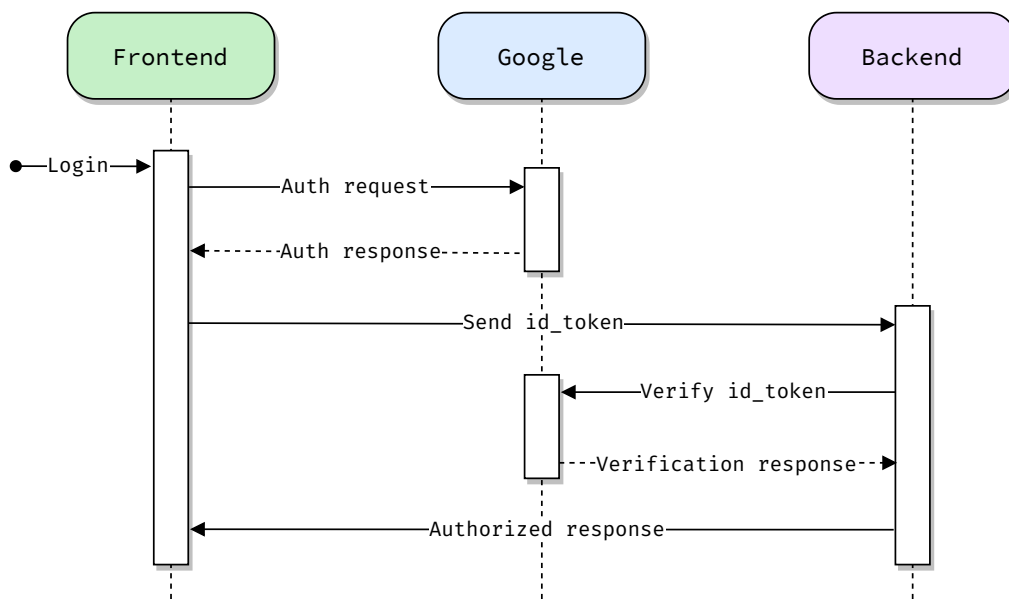 Frontend
Google
Backend
Login
Auth request
Auth response
Send id_token
Verify id_token
Verification response
Authorized response